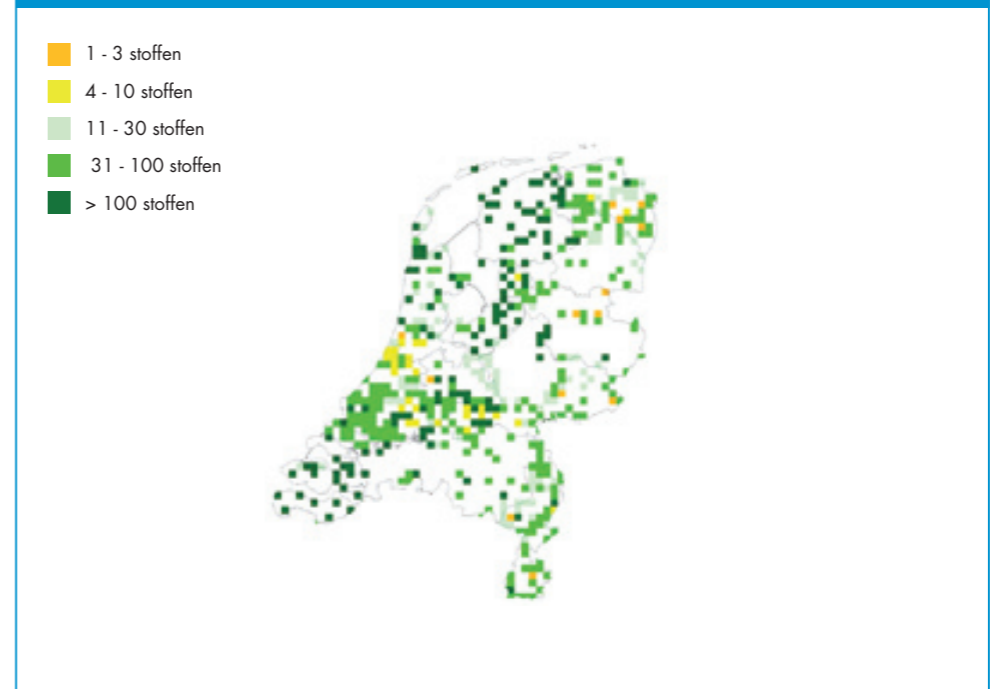 1 - 3 stoffen
4 - 10 stoffen
11 - 30 stoffen
31 - 100 stoffen
> 100 stoffen